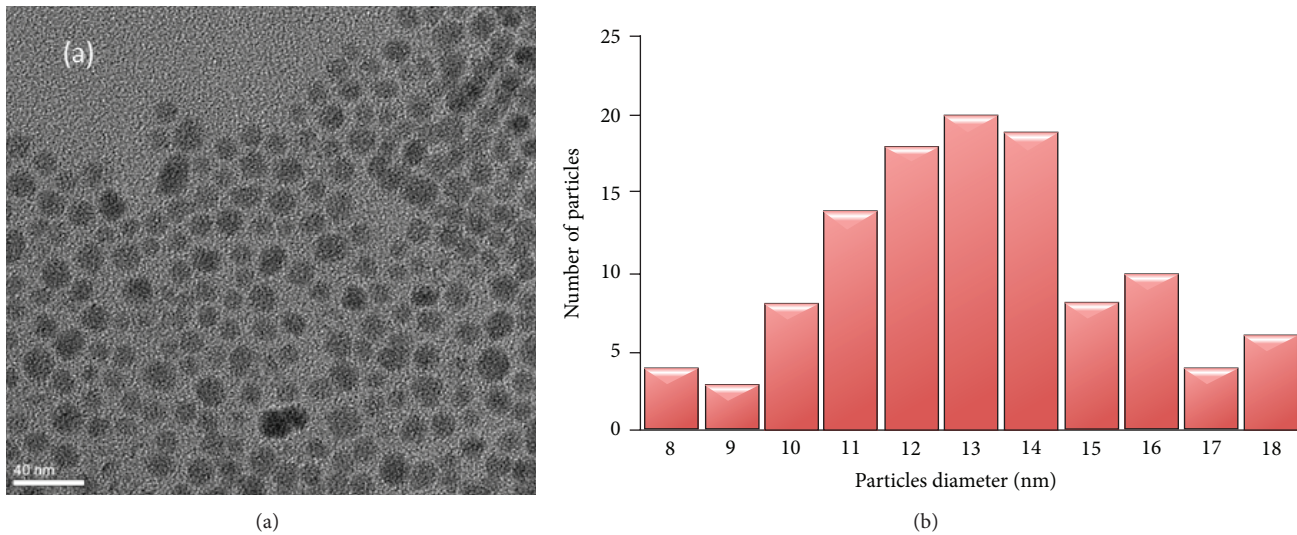 (a)
40 nm
25
20
15
10
5
0
Number of particles
8 9 10 11 12 13 14 15 16 17 18
Particles diameter (nm)
(a)
(b)